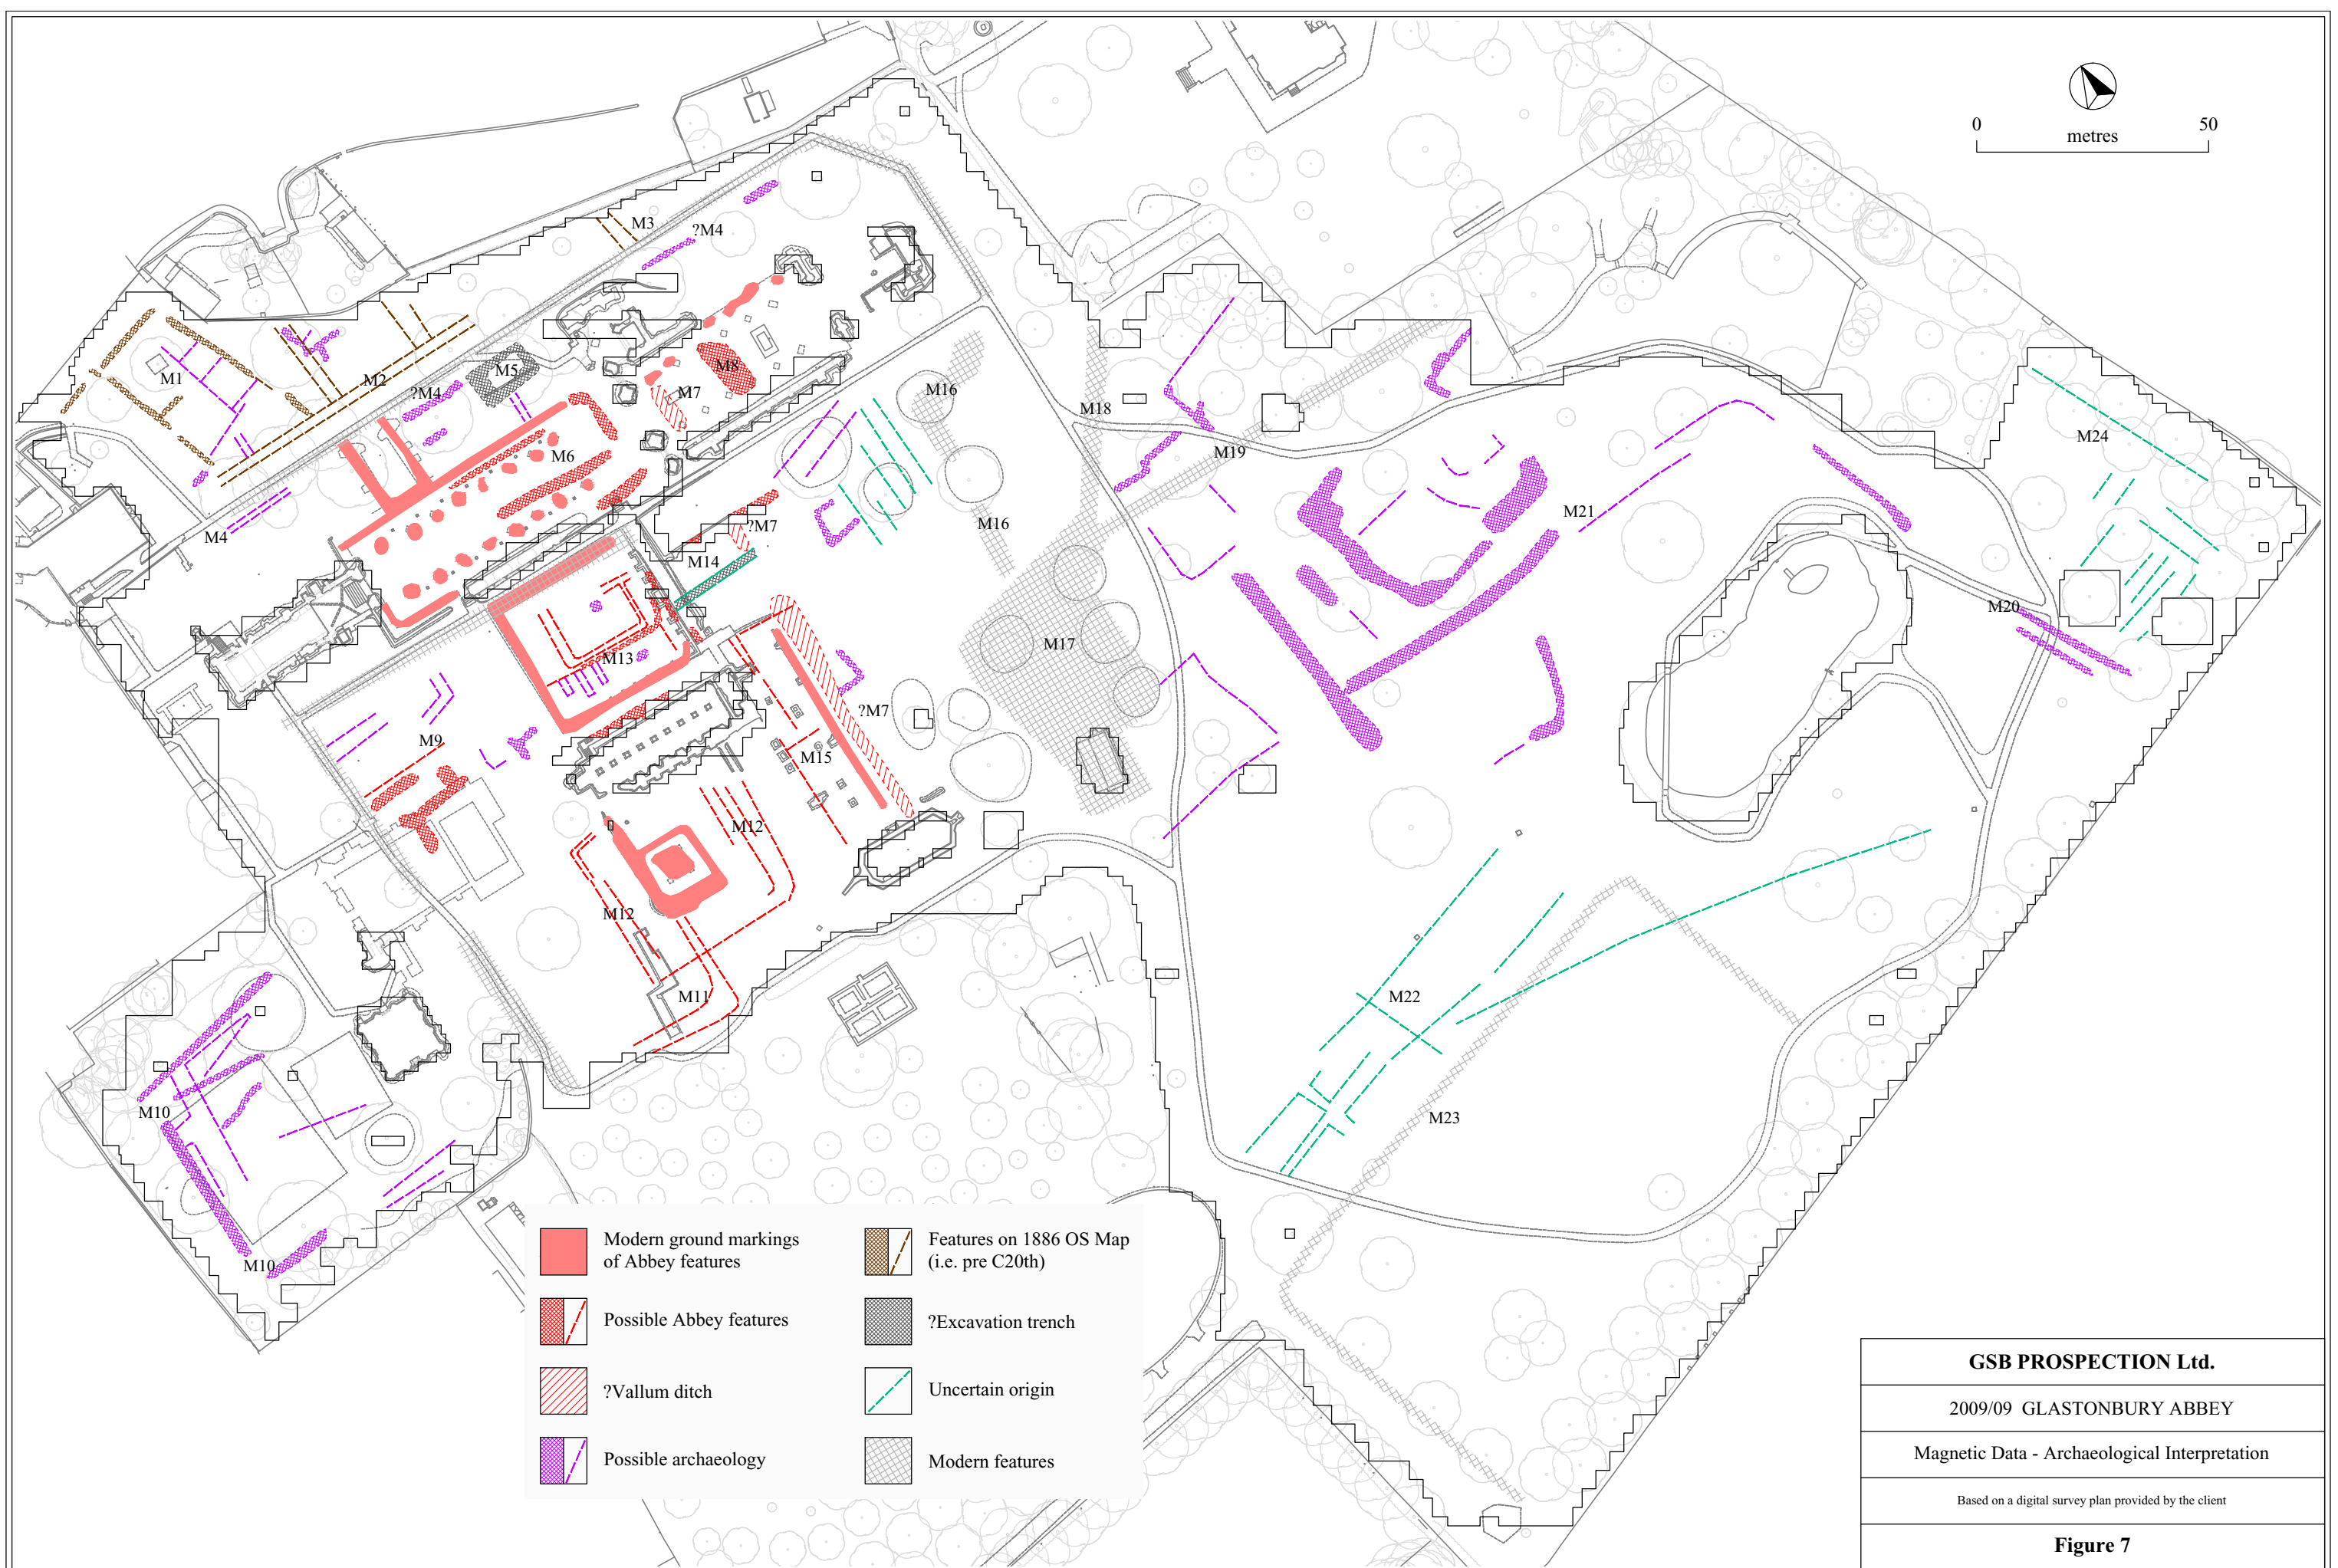 0
50
metres
M3
?M4
M1
M2
M5
?M4
M8
M7
M6
M4
?M7
M14
M13
M9
?M7
M15
M12
M12
M11
M10
M10
M16
M16
M17
M18
M19
M21
M24
M20
M22
M23
Modern ground markings
of Abbey features
Possible Abbey features
?Vallum ditch
Possible archaeology
Features on 1886 OS Map
(i.e. pre C20th)
?Excavation trench
Uncertain origin
Modern features
GSB PROSPECTION Ltd.
2009/09 GLASTONBURY ABBEY
Magnetic Data - Archaeological Interpretation
Based on a digital survey plan provided by the client
Figure 7